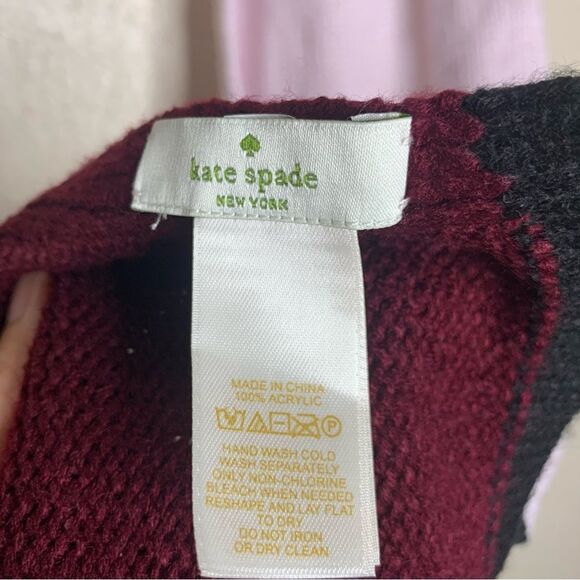 kate spade
NEW YORK
MADE IN CHINA
100% ACRYLIC
HAND WASH COLD
WASH SEPARATELY
ONLY NON-CHLORINE
BLEACH WHEN NEEDED
RESHAPE AND LAY FLAT
TO DRY
DO NOT IRON
OR DRY CLEAN